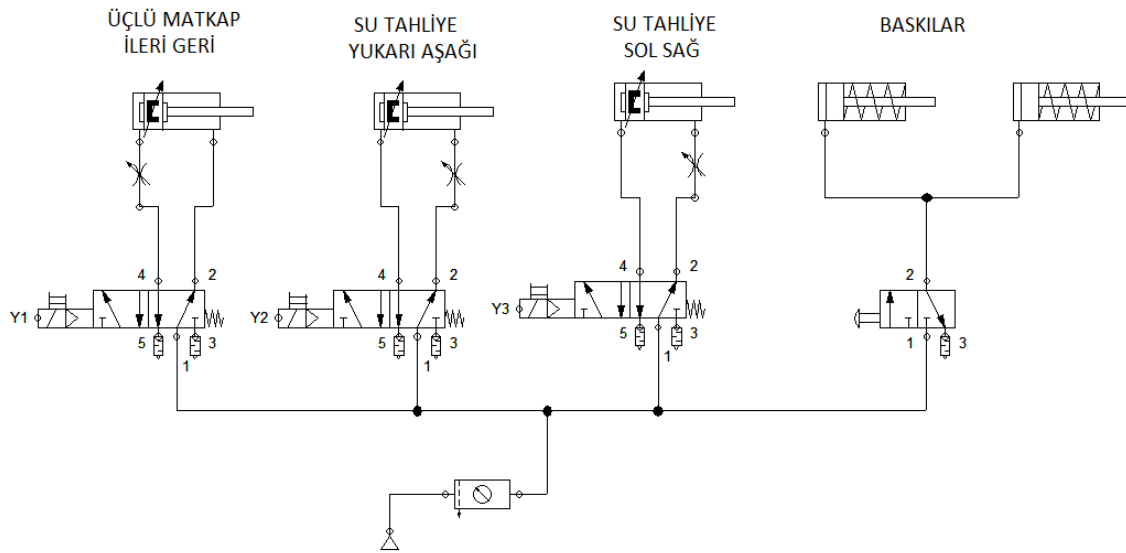 ÜÇLÜ MATKAP
İLERİ GERİ
SU TAHLİYE
YUKARI AŞAĞI
SU TAHLİYE
SOL SAĞ
BASKILAR
4 2
Y1
5 1 3
4 2
Y2
5 1 3
4 2
Y3
5 1 3
2
1 3